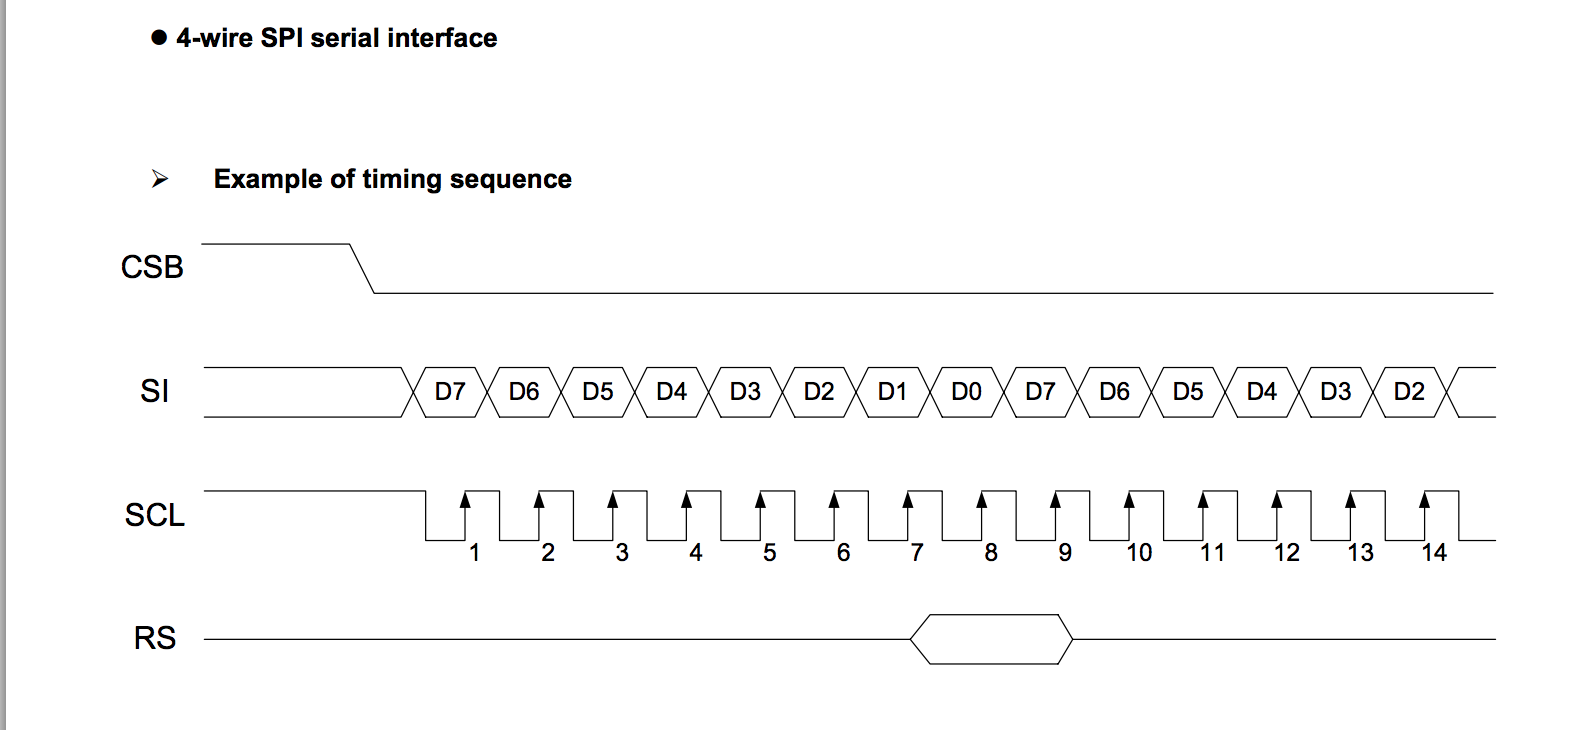 ● 4-wire SPI serial interface
➢ Example of timing sequence
CSB
SI D7 D6 D5 D4 D3 D2 D1 D0 D7 D6 D5 D4 D3 D2
SCL
1 2 3 4 5 6 7 8 9 10 11 12 13 14
RS